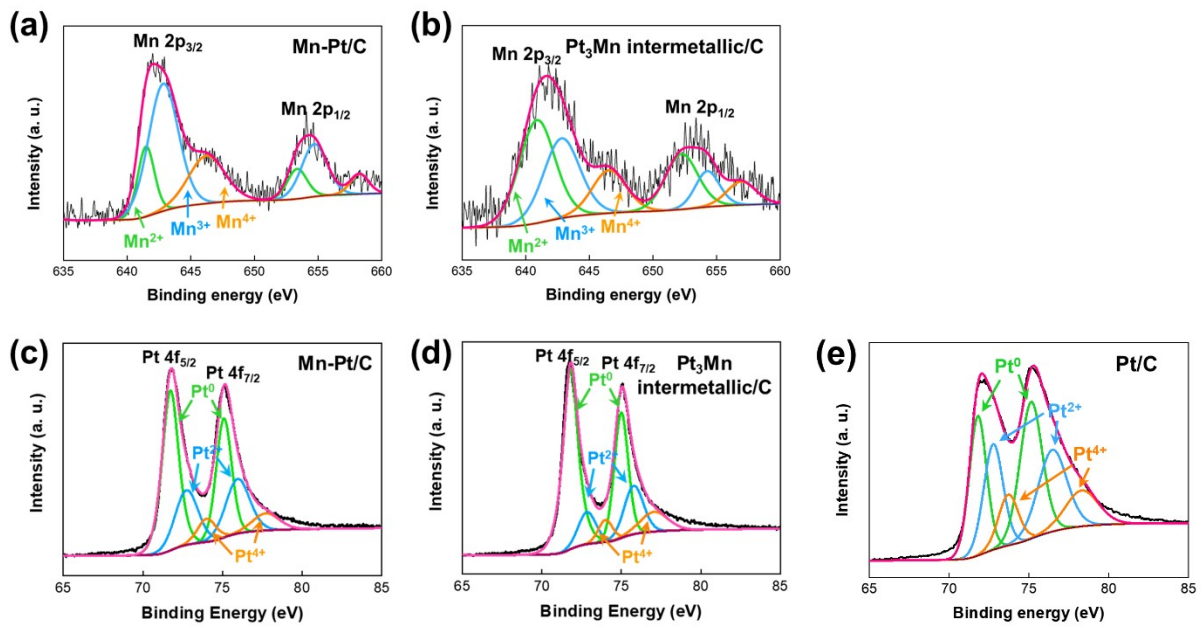 (a)
Mn-Pt/C
Mn 2p3/2
Mn 2p1/2
Mn2+
Mn3+
Mn4+
Intensity (a. u.)
635 640 645 650 655 660
Binding energy (eV)
(b)
Pt3Mn intermetallic/C
Mn 2p3/2
Mn 2p1/2
Mn2+
Mn3+
Mn4+
Intensity (a. u.)
635 640 645 650 655 660
Binding energy (eV)
(c)
Pt 4f5/2
Pt 4f7/2
Mn-Pt/C
Pt0
Pt2+
Pt4+
Intensity (a. u.)
65 70 75 80 85
Binding Energy (eV)
(d)
Pt 4f5/2
Pt 4f7/2
Pt3Mn
intermetallic/C
Pt0
Pt2+
Pt4+
Intensity (a. u.)
65 70 75 80 85
Binding Energy (eV)
(e)
Pt/C
Pt0
Pt2+
Pt4+
Intensity (a. u.)
65 70 75 80 85
Binding Energy (eV)